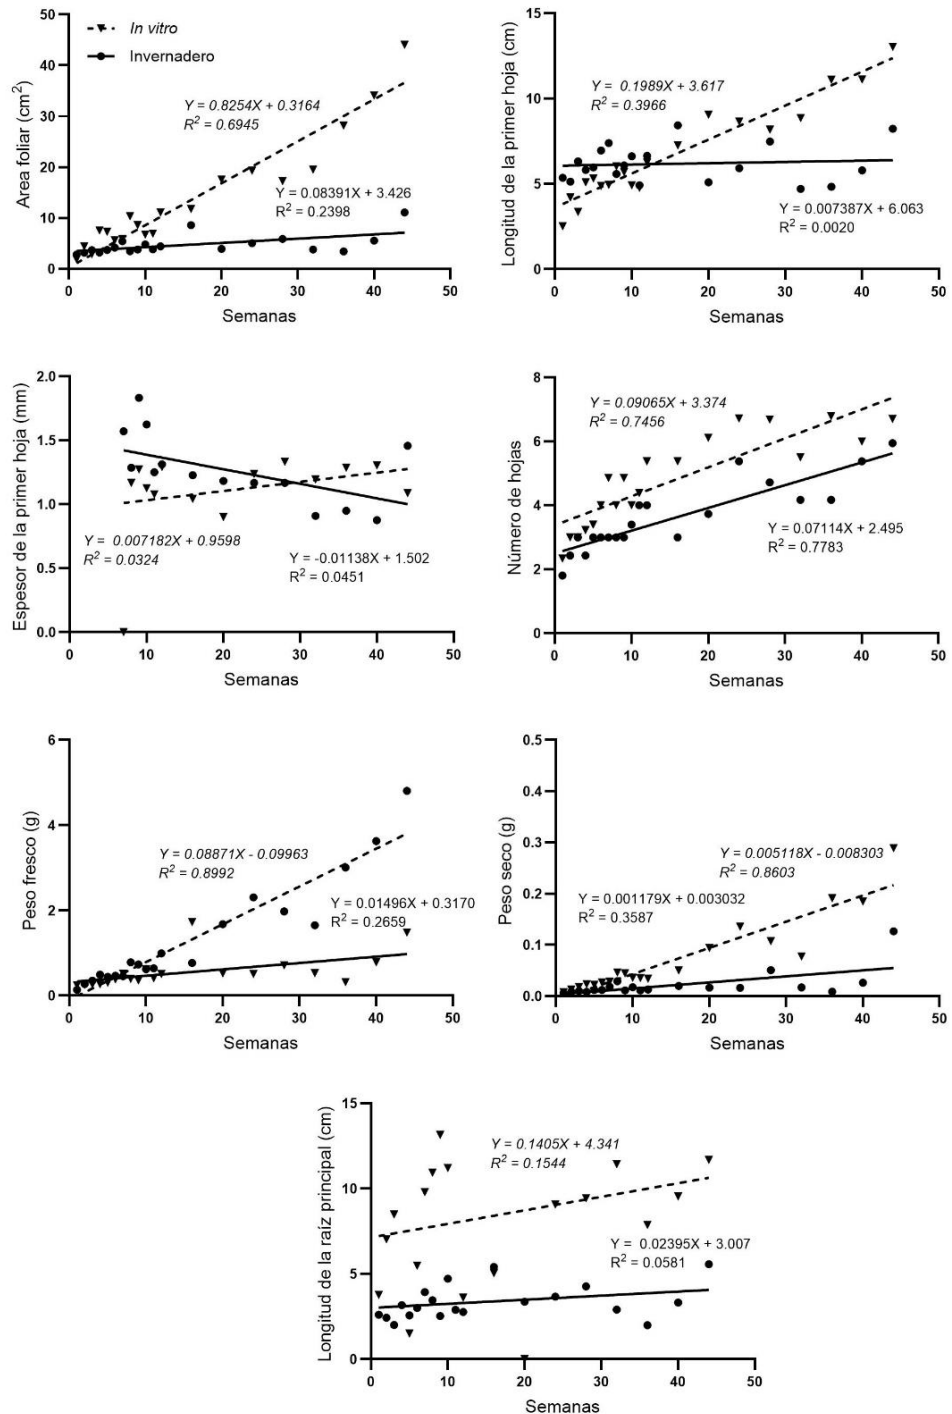 50
40
30
20
10
0
Area foliar (cm²)
In vitro
Invernadero
Y = 0.8254X + 0.3164
R² = 0.6945
Y = 0.08391X + 3.426
R² = 0.2398
0 10 20 30 40 50
Semanas
15
10
5
0
Longitud de la primer hoja (cm)
Y = 0.1989X + 3.617
R² = 0.3966
Y = 0.007387X + 6.063
R² = 0.0020
0 10 20 30 40 50
Semanas
2.0
1.5
1.0
0.5
0.0
Espesor de la primer hoja (mm)
Y = 0.007182X + 0.9598
R² = 0.0324
Y = -0.01138X + 1.502
R² = 0.0451
0 10 20 30 40 50
Semanas
8
6
4
2
0
Número de hojas
Y = 0.09065X + 3.374
R² = 0.7456
Y = 0.07114X + 2.495
R² = 0.7783
0 10 20 30 40 50
Semanas
6
4
2
0
Peso fresco (g)
Y = 0.08871X - 0.09963
R² = 0.8992
Y = 0.01496X + 0.3170
R² = 0.2659
0 10 20 30 40 50
Semanas
0.5
0.4
0.3
0.2
0.1
0.0
Peso seco (g)
Y = 0.005118X - 0.008303
R² = 0.8603
Y = 0.001179X + 0.003032
R² = 0.3587
0 10 20 30 40 50
Semanas
15
10
5
0
Longitud de la raíz principal (cm)
Y = 0.1405X + 4.341
R² = 0.1544
Y = 0.02395X + 3.007
R² = 0.0581
0 10 20 30 40 50
Semanas